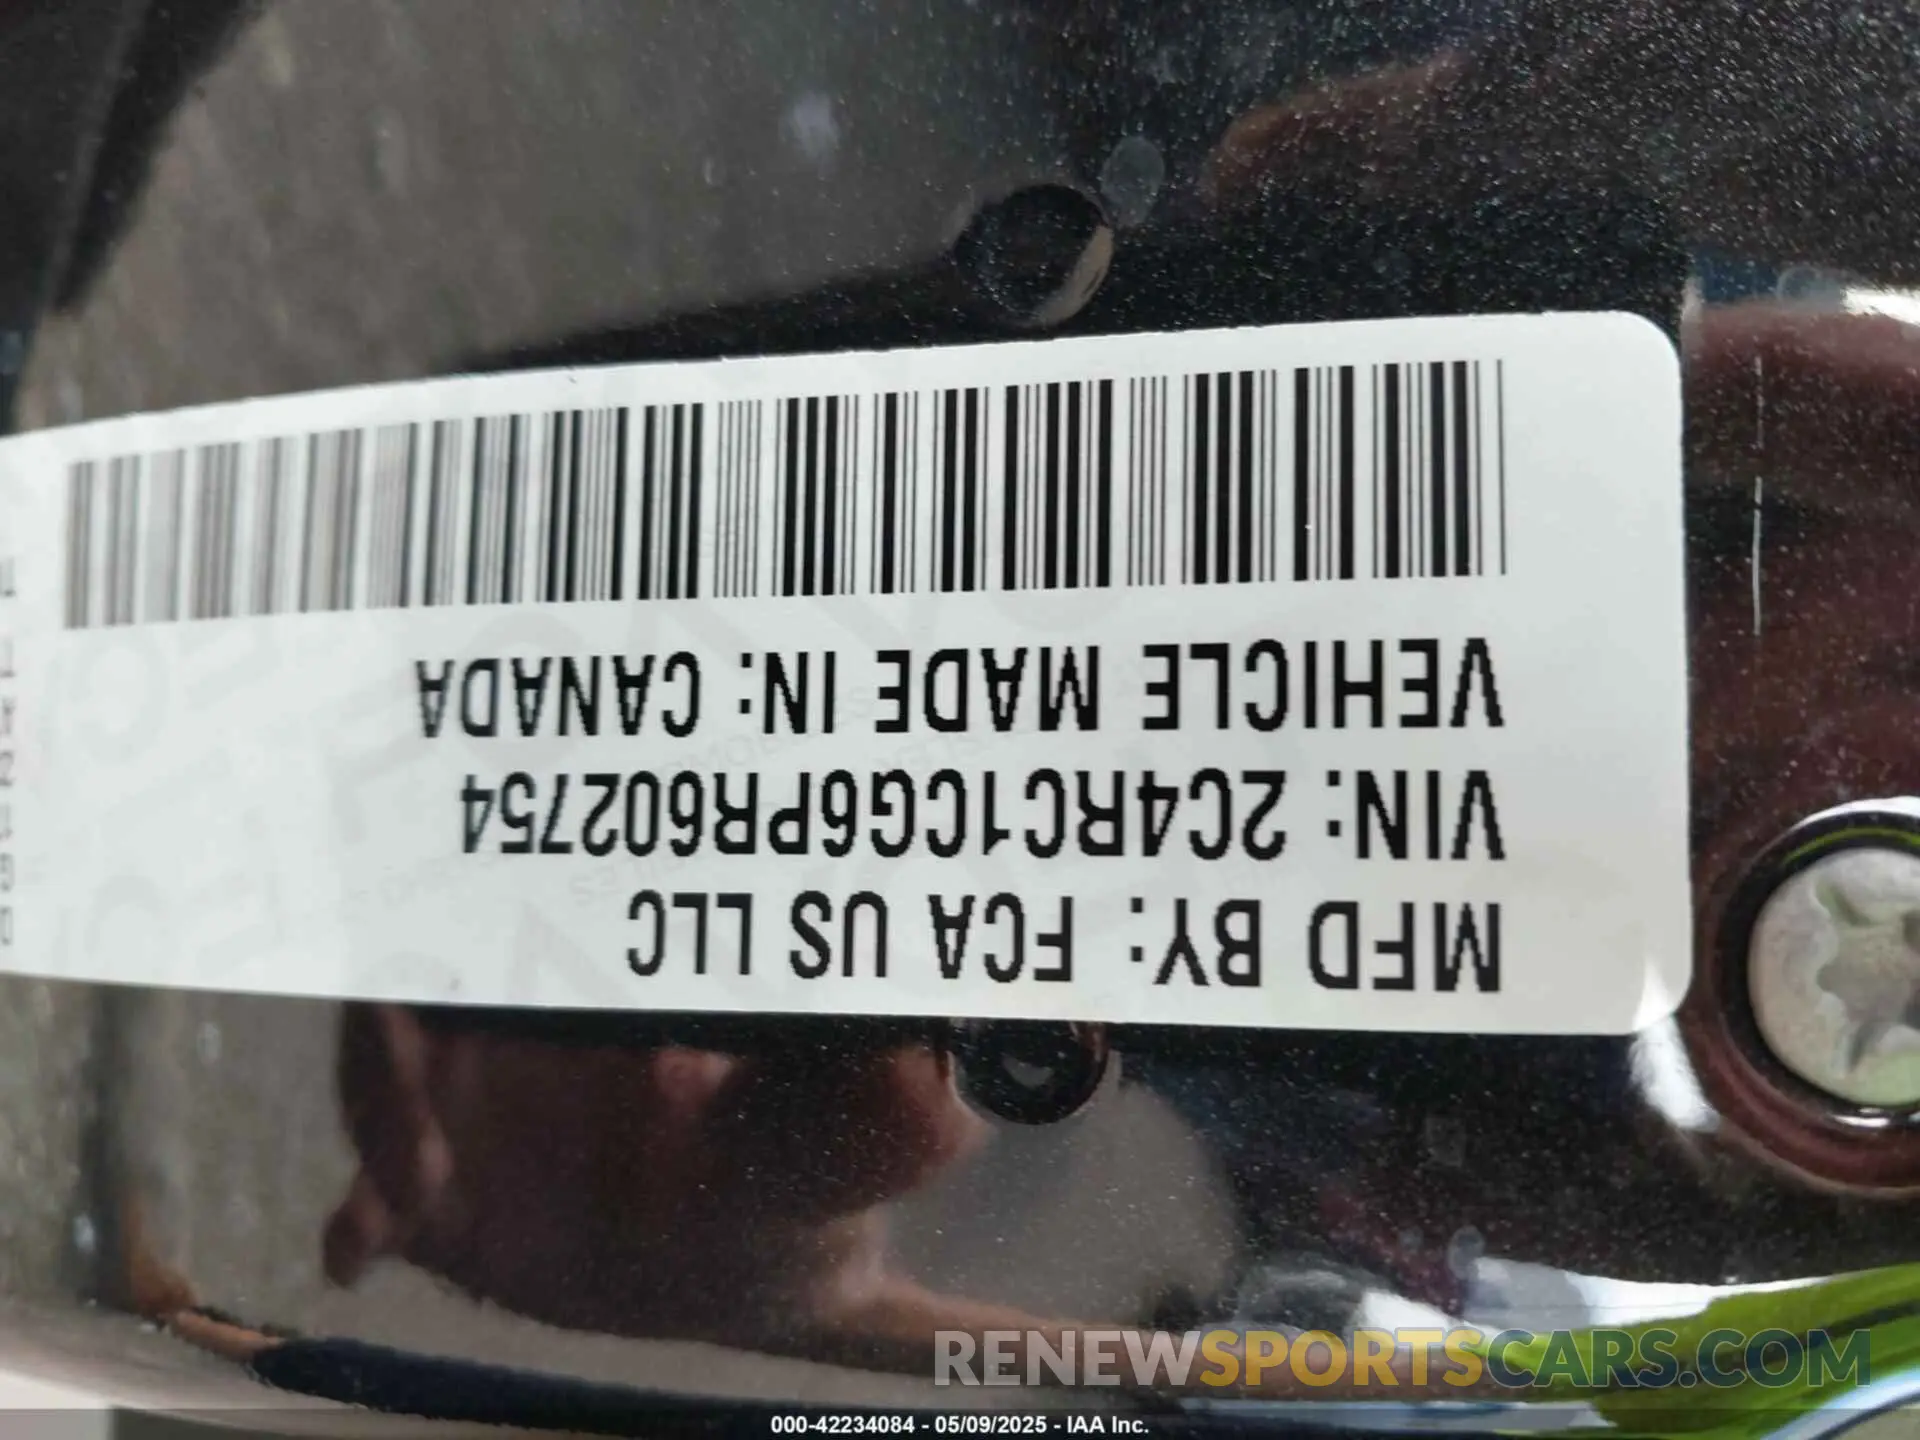 MFD BY: FCA US LLC
VIN: 2C4RC1CG6PR602754
VEHICLE MADE IN: CANADA
RENEWSPORTSCARS.COM
000-42234084 - 05/09/2025 - IAA Inc.